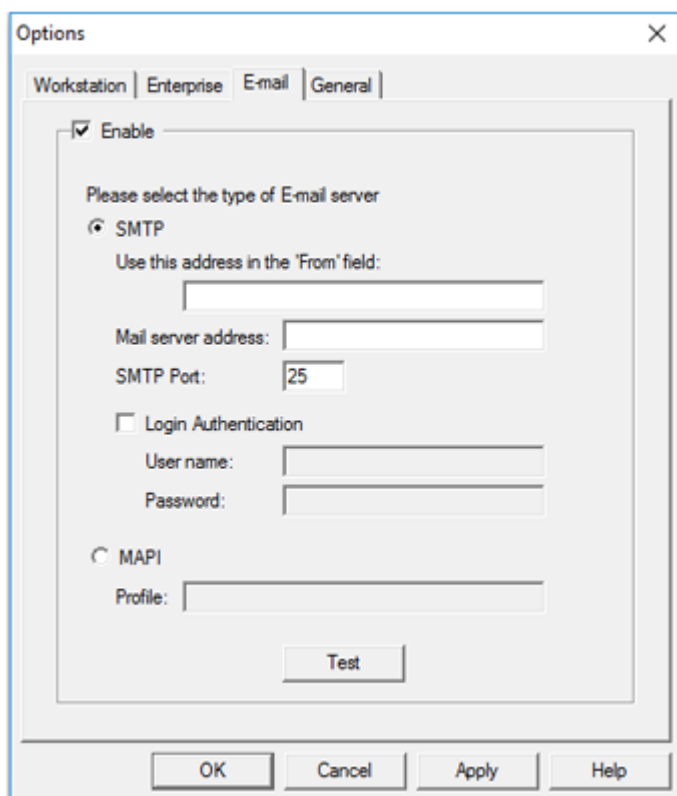 Options
Workstation Enterprise E-mail General
Enable
Please select the type of E-mail server
SMTP
Use this address in the 'From' field:
Mail server address:
SMTP Port: 25
Login Authentication
User name:
Password:
MAPI
Profile:
Test
OK Cancel Apply Help